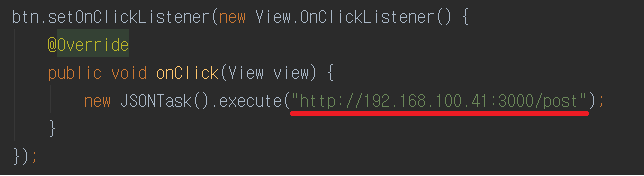 btn.setOnClickListener(new View.OnClickListener() {
@Override
public void onClick(View view) {
new JSONTask().execute("http://192.168.100.41:3000/post");
}
});